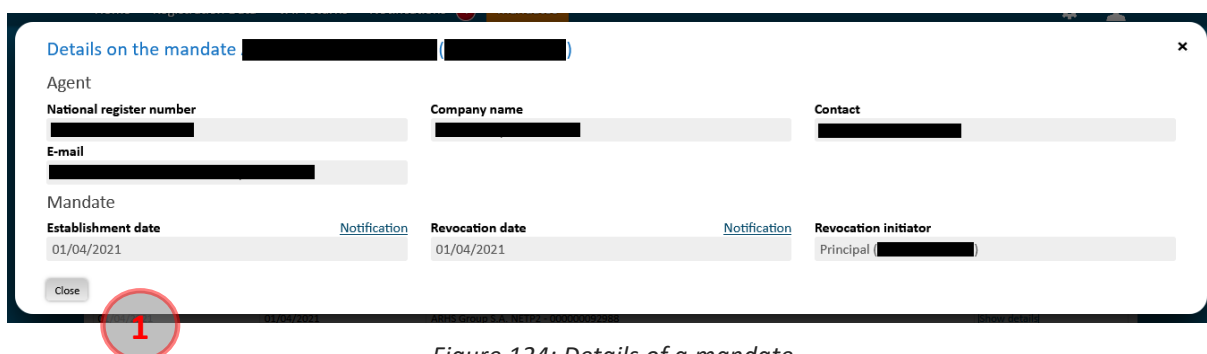 Details on the mandate ( )
×
Agent
National register number Company name Contact
E-mail
Mandate
Establishment date Notification Revocation date Notification Revocation initiator
01/04/2021 01/04/2021 Principal ( )
Close
1
01/04/2021 ARHS Group S.A. NETP2 - 000000092988 Show details
Figure 124: Details of a mandate